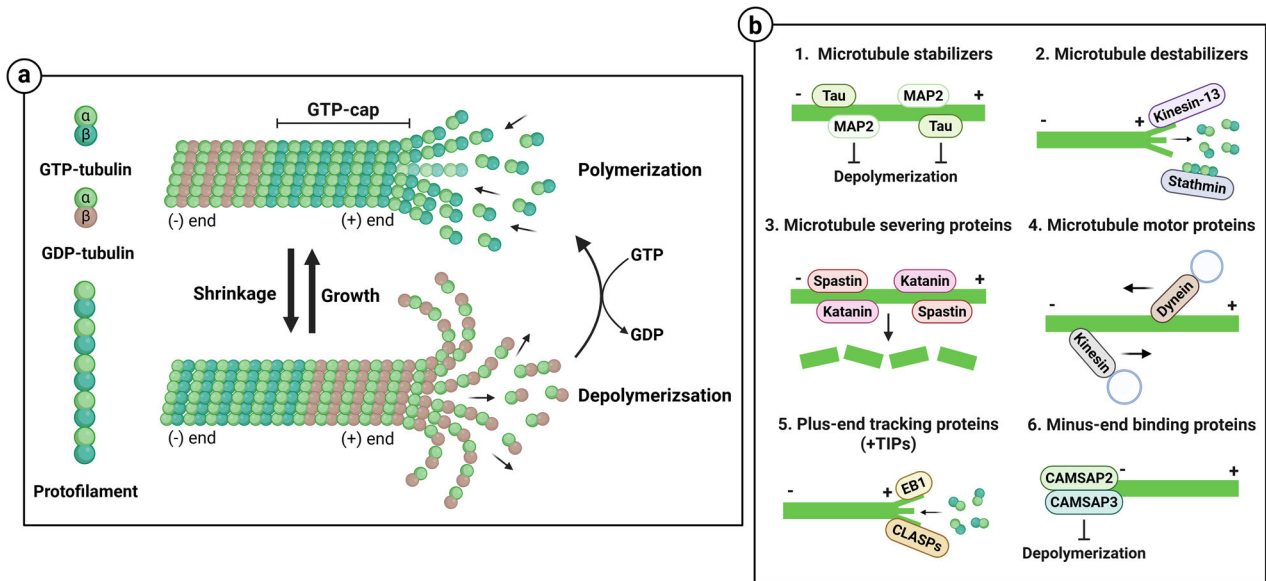 a
α
β
GTP-tubulin
α
β
GDP-tubulin
Protofilament
GTP-cap
(-) end
(+) end
Polymerization
Shrinkage
Growth
GTP
GDP
(-) end
(+) end
Depolymerizsation
b
1. Microtubule stabilizers
- Tau MAP2 +
MAP2 Tau
Depolymerization
2. Microtubule destabilizers
Kinesin-13
- +
Stathmin
3. Microtubule severing proteins
- Spastin Katanin +
Katanin Spastin
4. Microtubule motor proteins
Dynein
- +
Kinesin
5. Plus-end tracking proteins
(+TIPs)
- + EB1
CLASPs
6. Minus-end binding proteins
CAMSAP2 - +
CAMSAP3
Depolymerization